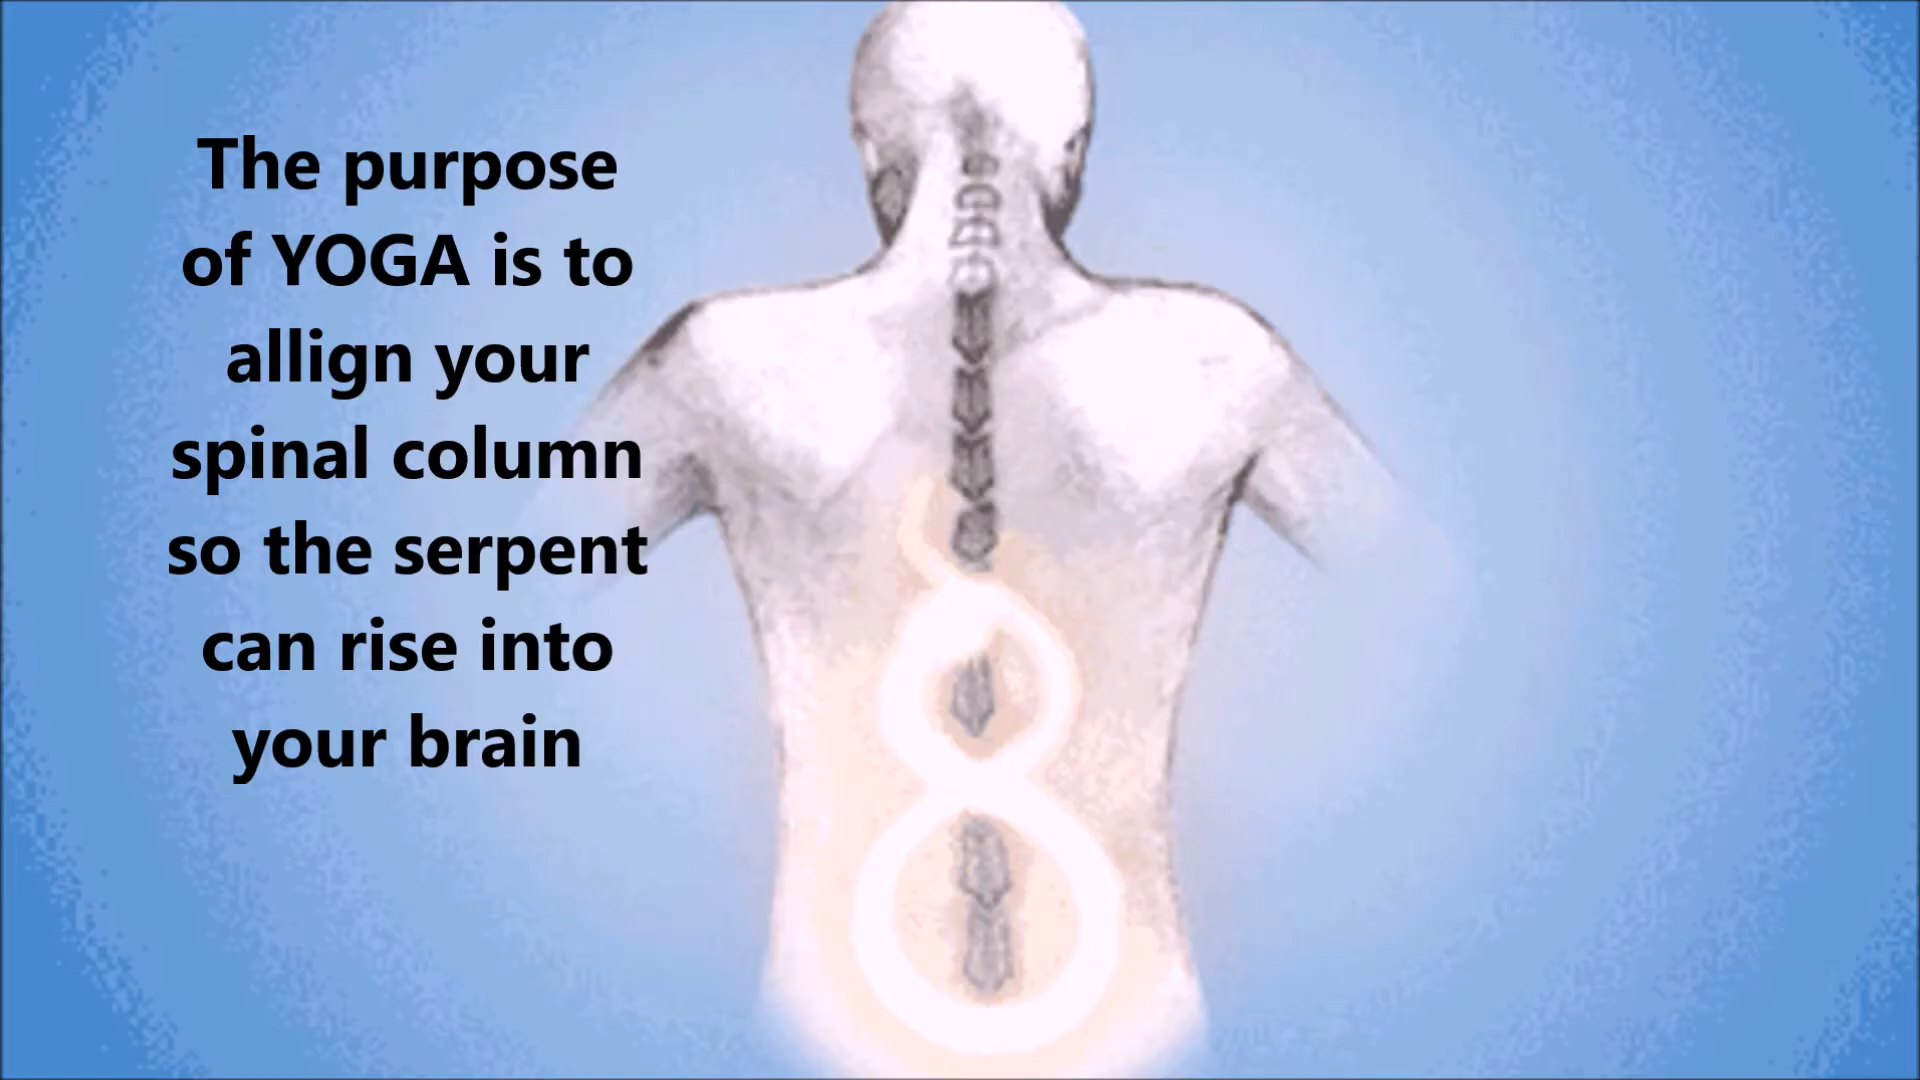 The purpose
of YOGA is to
allign your
spinal column
so the serpent
can rise into
your brain